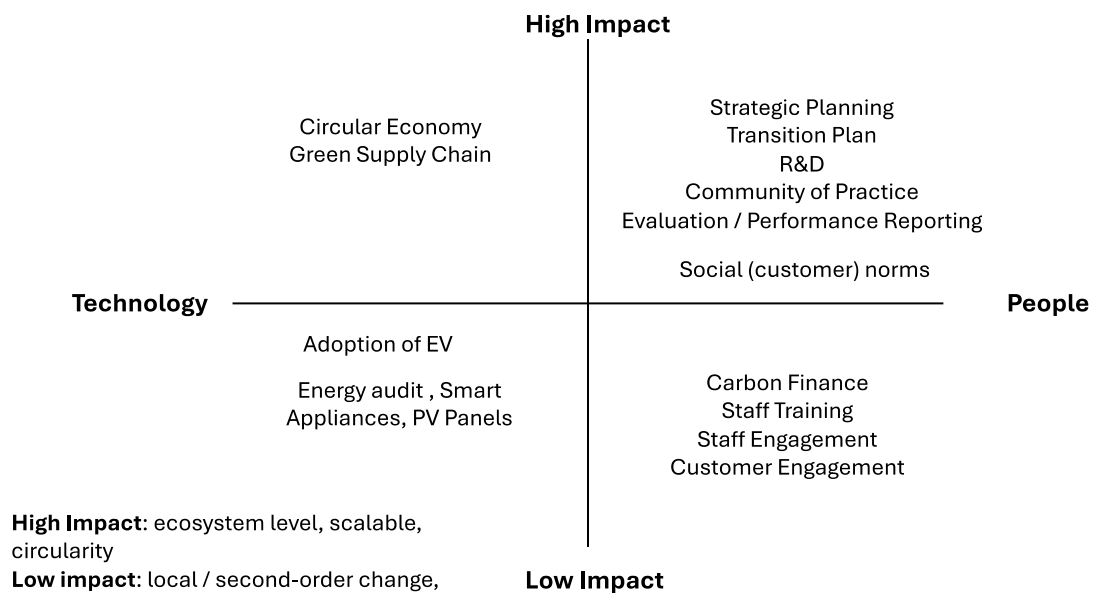 High Impact
Circular Economy
Green Supply Chain
Strategic Planning
Transition Plan
R&D
Community of Practice
Evaluation / Performance Reporting
Social (customer) norms
Technology
People
Adoption of EV
Energy audit , Smart
Appliances, PV Panels
Carbon Finance
Staff Training
Staff Engagement
Customer Engagement
High Impact: ecosystem level, scalable,
circularity
Low impact: local / second-order change,
Low Impact